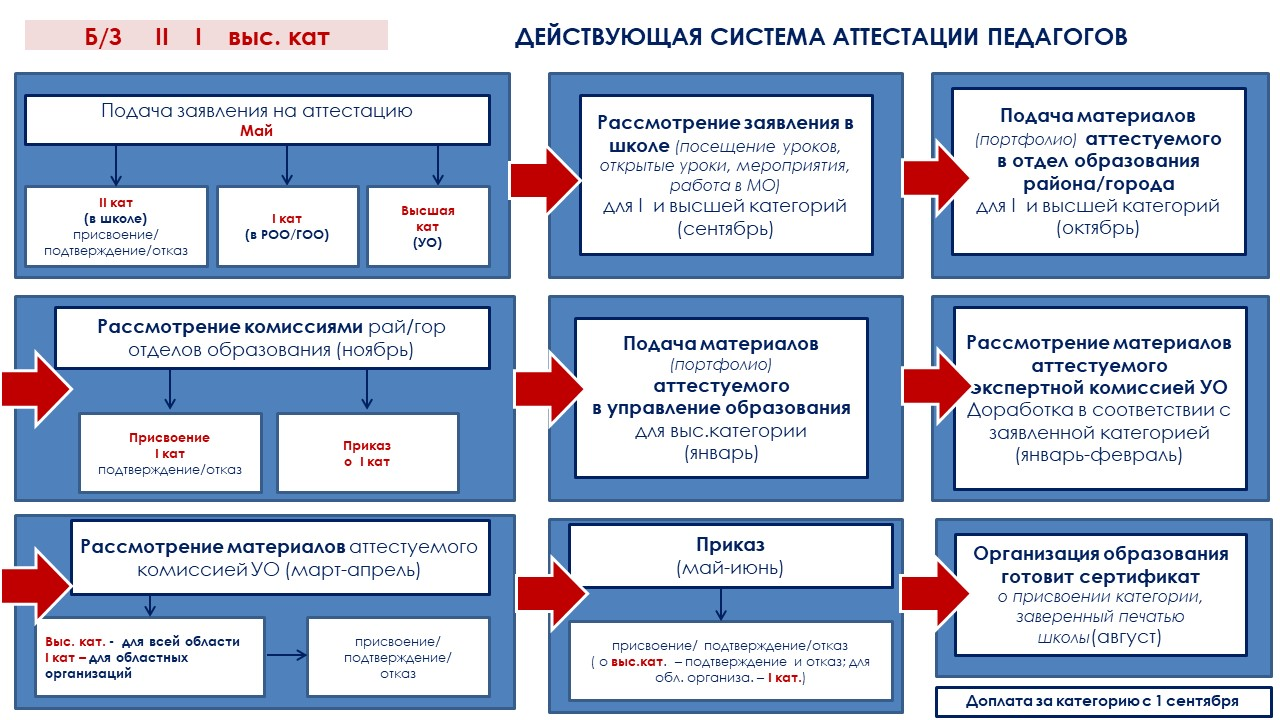 Б/З II I выс. кат
ДЕЙСТВУЮЩАЯ СИСТЕМА АТТЕСТАЦИИ ПЕДАГОГОВ
Подача заявления на аттестацию
Май
II кат
(в школе)
присвоение/
подтверждение/отказ
I кат
(в РОО/ГОО)
Высшая
кат
(УО)
Рассмотрение заявления в
школе (посещение уроков,
открытые уроки, мероприятия,
работа в МО)
для I и высшей категорий
(сентябрь)
Подача материалов
(портфолио) аттестуемого
в отдел образования
района/города
для I и высшей категорий
(октябрь)
Рассмотрение комиссиями рай/гор
отделов образования (ноябрь)
Присвоение
I кат
подтверждение/отказ
Приказ
о I кат
Подача материалов
(портфолио)
аттестуемого
в управление образования
для выс.категории
(январь)
Рассмотрение материалов
аттестуемого
экспертной комиссией УО
Доработка в соответствии с
заявленной категорией
(январь-февраль)
Рассмотрение материалов аттестуемого
комиссией УО (март-апрель)
Выс. кат. - для всей области
I кат – для областных
организаций
присвоение/
подтверждение/
отказ
Приказ
(май-июнь)
присвоение/ подтверждение/отказ
( о выс.кат. – подтверждение и отказ; для
обл. организа. – I кат.)
Организация образования
готовит сертификат
о присвоении категории,
заверенный печатью
школы(август)
Доплата за категорию с 1 сентября